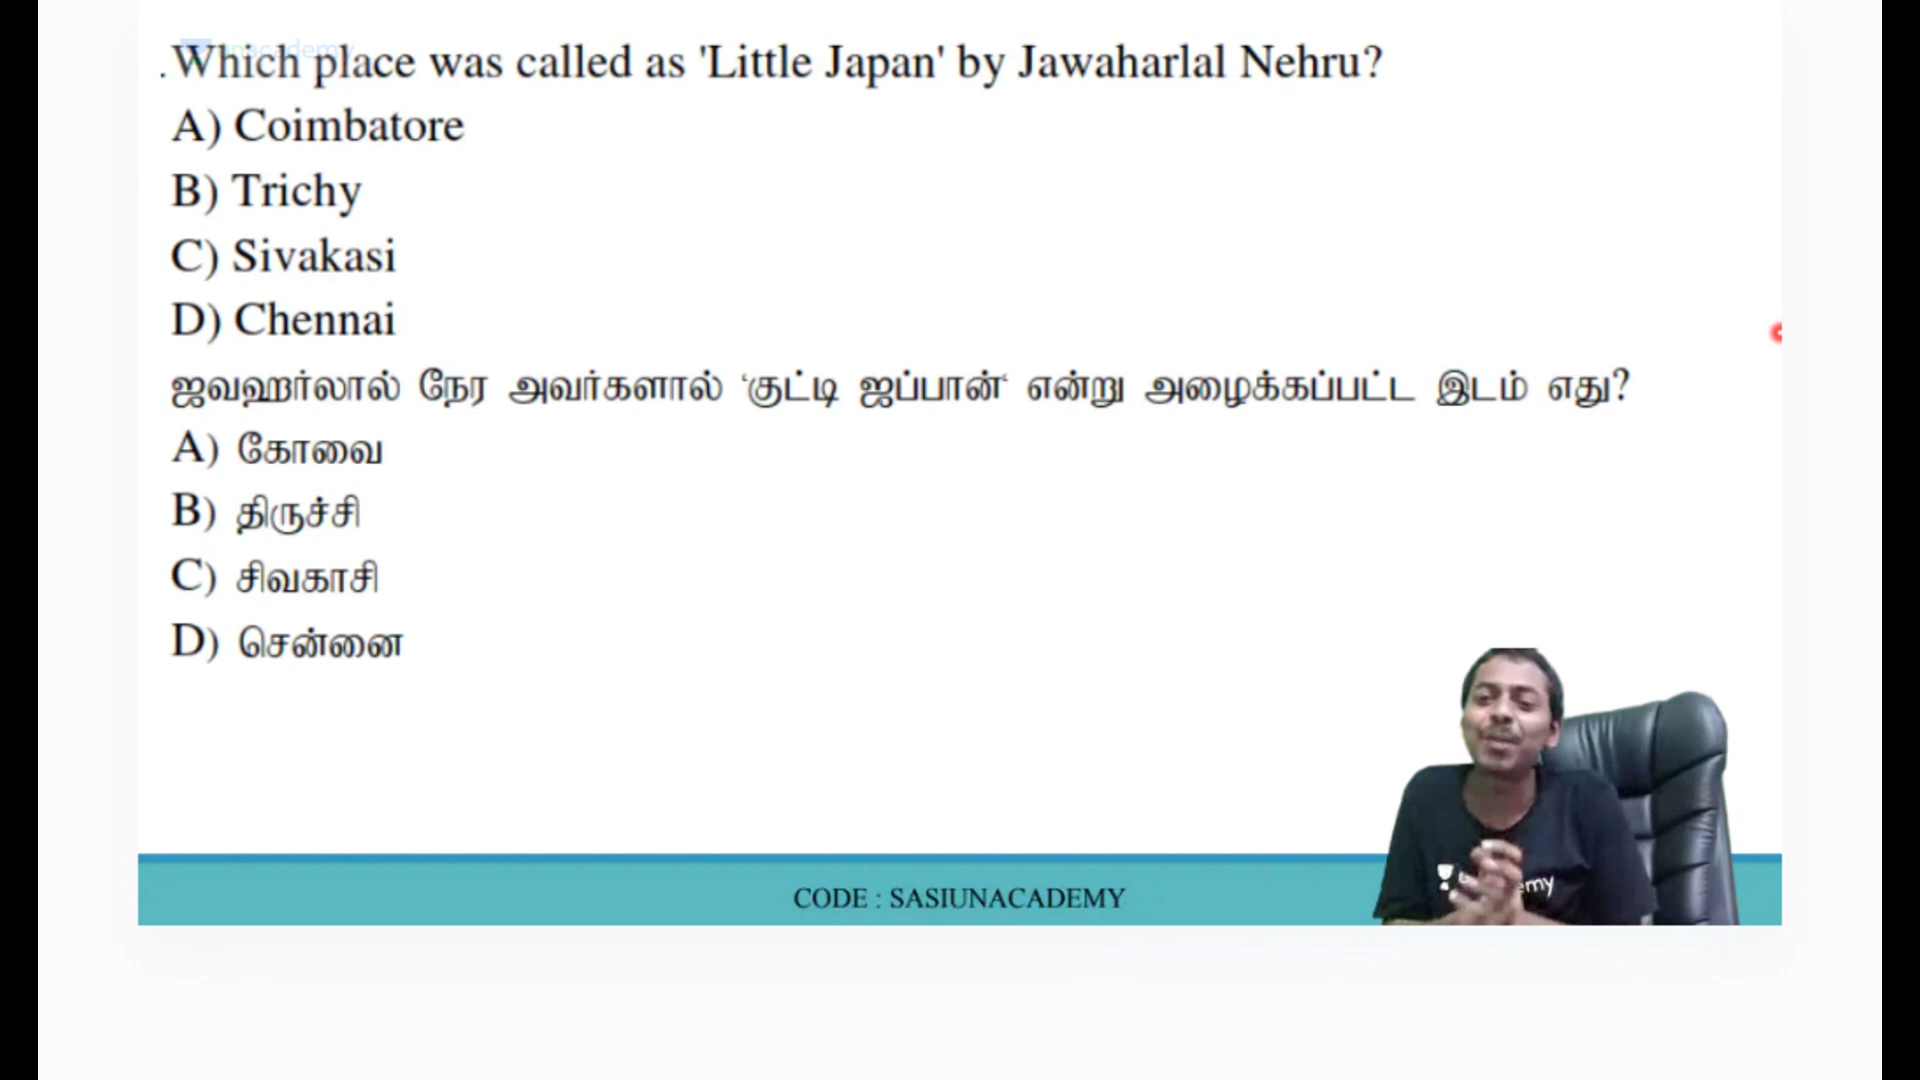 unacademy
.Which place was called as 'Little Japan' by Jawaharlal Nehru?
A) Coimbatore
B) Trichy
C) Sivakasi
D) Chennai
ஜவஹர்லால் நேர அவர்களால் 'குட்டி ஜப்பான்' என்று அழைக்கப்பட்ட இடம் எது?
A) கோவை
B) திருச்சி
C) சிவகாசி
D) சென்னை
CODE : SASIUNACADEMY